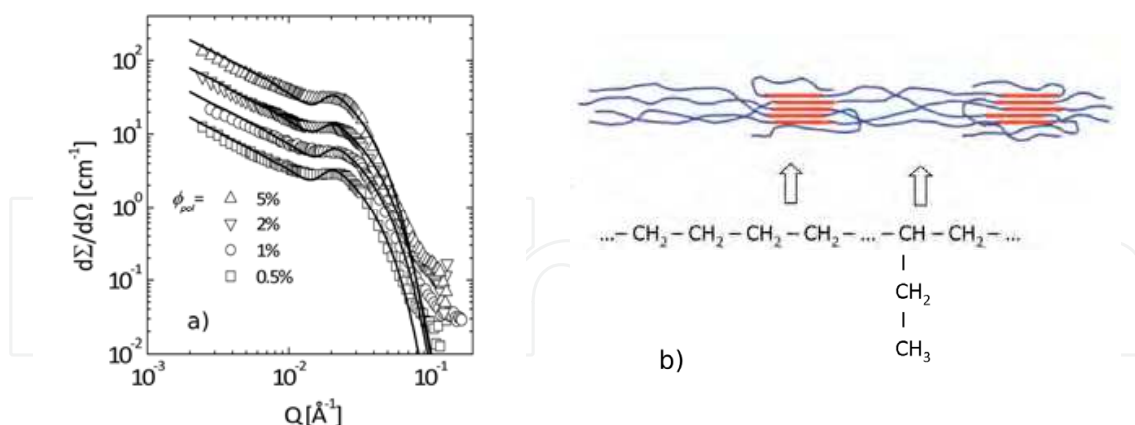 10²
10¹
10⁰
10⁻¹
10⁻²
dΣ/dΩ [cm⁻¹]
ϕpol =
△ 5%
▽ 2%
○ 1%
□ 0.5%
a)
10⁻³ 10⁻² 10⁻¹
Q [Å⁻¹]
...– CH₂ – CH₂ – CH₂ – CH₂ – ... – CH – CH₂ – ...
CH₂
CH₃
b)